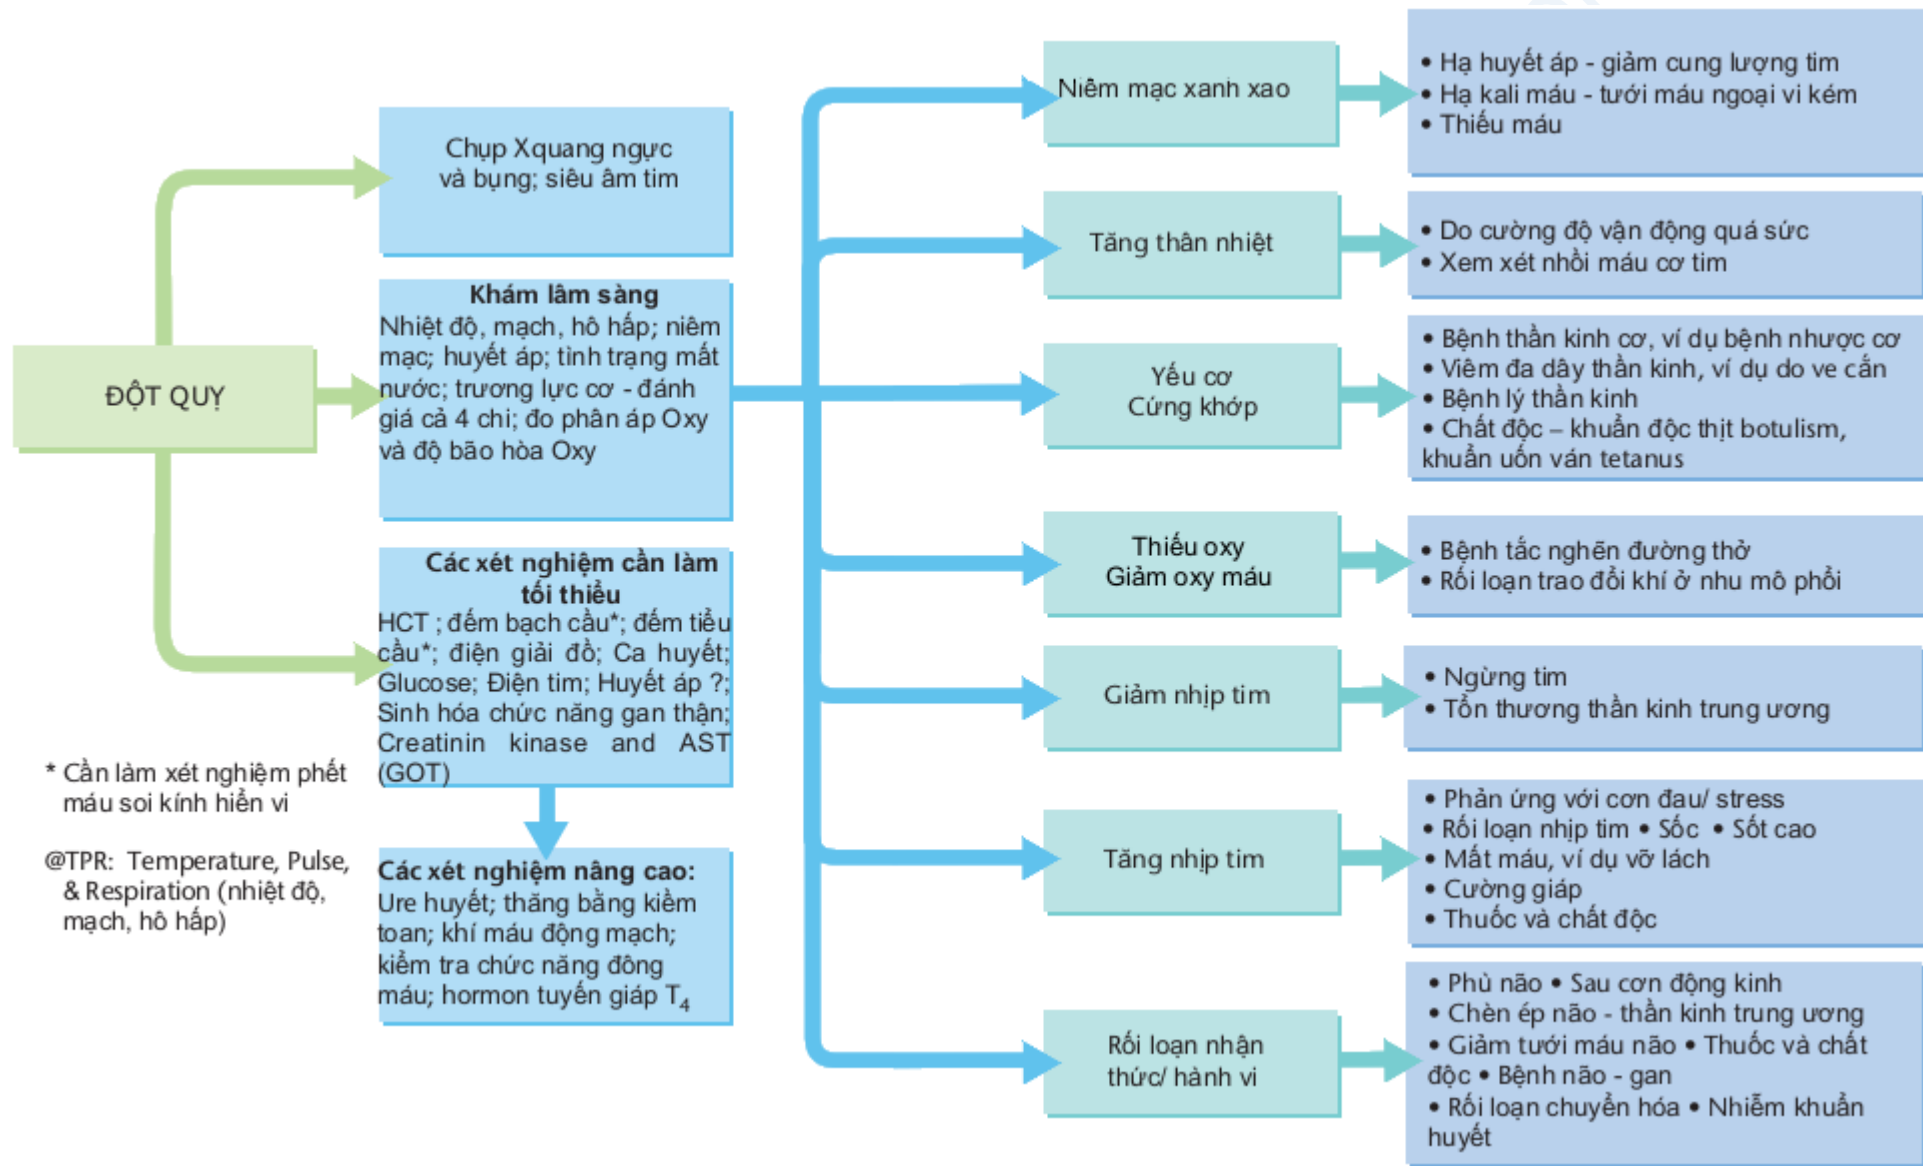 ĐỘT QUỴ
Chụp Xquang ngực
và bụng; siêu âm tim
Khám lâm sàng
Nhiệt độ, mạch, hô hấp; niêm
mạc; huyết áp; tình trạng mất
nước; trương lực cơ - đánh
giá cả 4 chi; đo phân áp Oxy
và độ bão hòa Oxy
Các xét nghiệm cần làm
tối thiểu
HCT ; đếm bạch cầu*; đếm tiểu
cầu*; điện giải đồ; Ca huyết;
Glucose; Điện tim; Huyết áp ?;
Sinh hóa chức năng gan thận;
Creatinin kinase and AST
(GOT)
Các xét nghiệm nâng cao:
Ure huyết; thăng bằng kiềm
toan; khí máu động mạch;
kiểm tra chức năng đông
máu; hormon tuyến giáp T₄
* Cần làm xét nghiệm phết
máu soi kính hiển vi
@TPR: Temperature, Pulse,
& Respiration (nhiệt độ,
mạch, hô hấp)
Niêm mạc xanh xao
• Hạ huyết áp - giảm cung lượng tim
• Hạ kali máu - tưới máu ngoại vi kém
• Thiếu máu
Tăng thân nhiệt
• Do cường độ vận động quá sức
• Xem xét nhồi máu cơ tim
Yếu cơ
Cứng khớp
• Bệnh thần kinh cơ, ví dụ bệnh nhược cơ
• Viêm đa dây thần kinh, ví dụ do ve cắn
• Bệnh lý thần kinh
• Chất độc – khuẩn độc thịt botulism,
khuẩn uốn ván tetanus
Thiếu oxy
Giảm oxy máu
• Bệnh tắc nghẽn đường thở
• Rối loạn trao đổi khí ở nhu mô phổi
Giảm nhịp tim
• Ngừng tim
• Tổn thương thần kinh trung ương
Tăng nhịp tim
• Phản ứng với cơn đau/ stress
• Rối loạn nhịp tim • Sốc • Sốt cao
• Mất máu, ví dụ vỡ lách
• Cường giáp
• Thuốc và chất độc
Rối loạn nhận
thức/ hành vi
• Phù não • Sau cơn động kinh
• Chèn ép não - thần kinh trung ương
• Giảm tưới máu não • Thuốc và chất
độc • Bệnh não - gan
• Rối loạn chuyển hóa • Nhiễm khuẩn
huyết